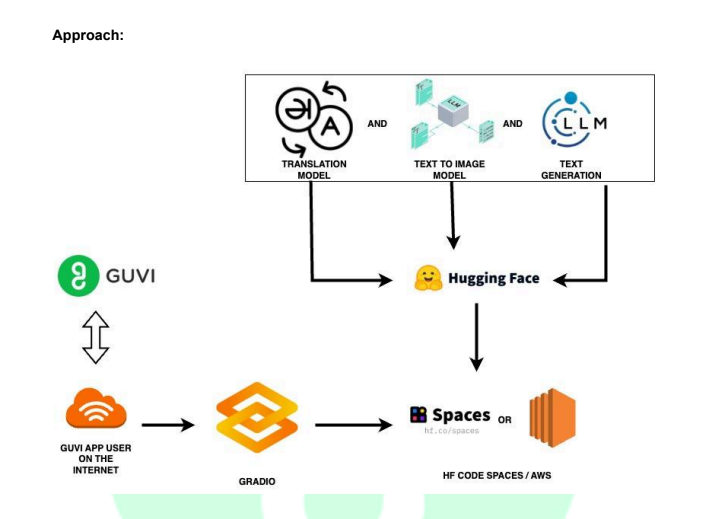 Approach:
AND
AND
LLM
LLM
TRANSLATION
MODEL
TEXT TO IMAGE
MODEL
TEXT
GENERATION
GUVI
Hugging Face
Spaces
OR
hf.co/spaces
GUVI APP USER
ON THE
INTERNET
GRADIO
HF CODE SPACES / AWS